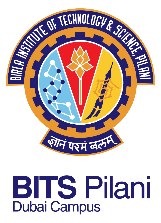 BIRLA INSTITUTE OF TECHNOLOGY & SCIENCE PILANI
ज्ञानं परमं बलम्
BITS Pilani
Dubai Campus